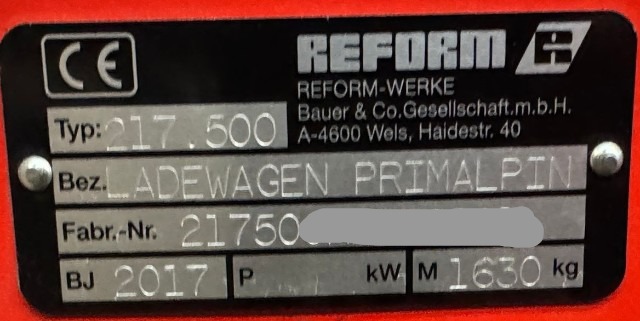 CE
REFORM
REFORM-WERKE
Bauer & Co.Gesellschaft.m.b.H.
A-4600 Wels, Haidestr. 40
Typ: 217.500
Bez. LADEWAGEN PRIMALPIN
Fabr.-Nr. 21750
BJ 2017 P kW M 1630 kg